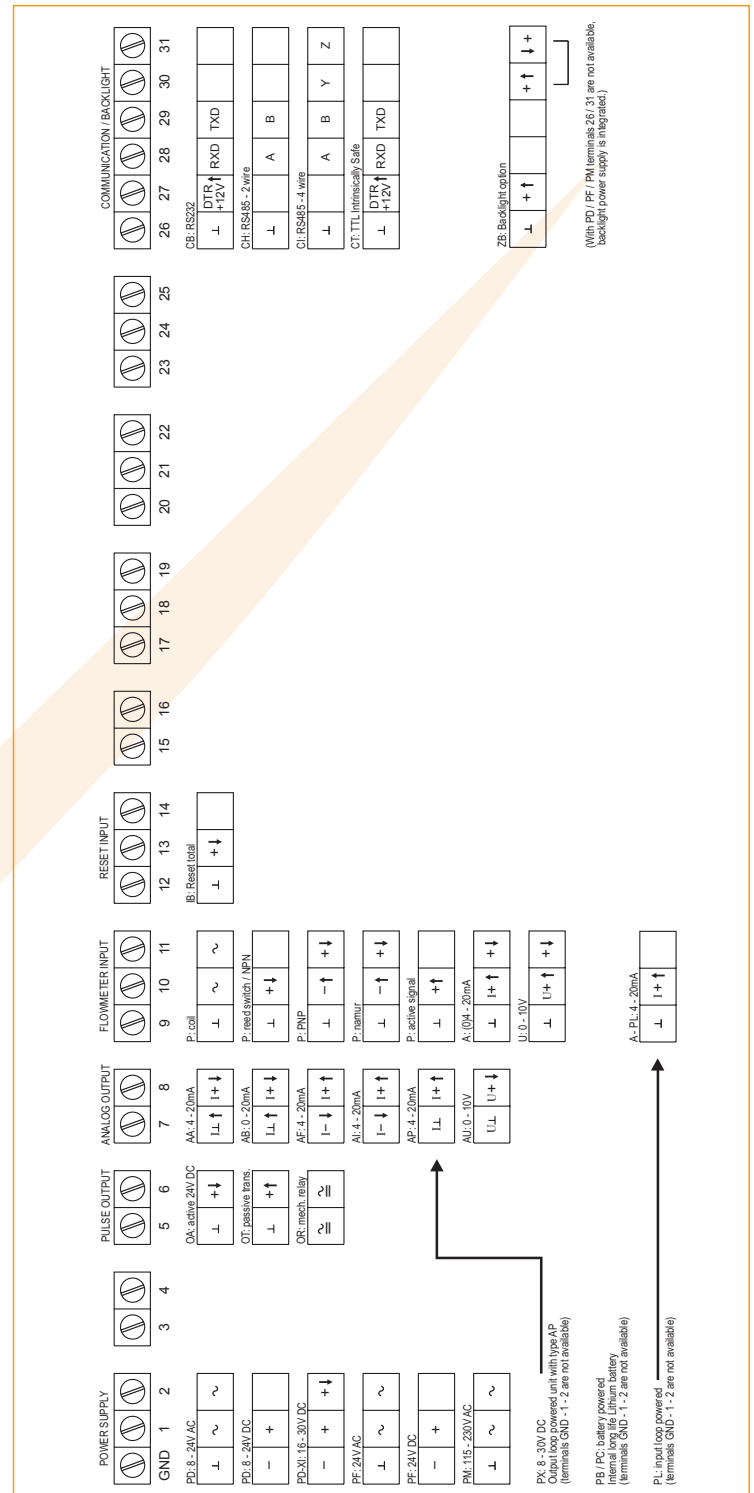 POWER SUPPLY
GND 1 2
PD: 8 - 24V AC
⊥ ~ ~
PD: 8 - 24V DC
− +
PD-XI: 16 - 30V DC
− + +↓
PF: 24V AC
⊥ ~ ~
PF: 24V DC
− +
PM: 115 - 230V AC
⊥ ~ ~
PX: 8 - 30V DC
Output loop powered unit with type AP
(terminals GND - 1 - 2 are not available)
PB / PC: battery powered
Internal long life Lithium battery
(terminals GND - 1 - 2 are not available)
PL: input loop powered
(terminals GND - 1 - 2 are not available)
3 4
PULSE OUTPUT
5 6
OA: active 24V DC
⊥ +↓
OT: passive trans.
⊥ +↑
OR: mech. relay
≂ ≂
ANALOG OUTPUT
7 8
AA: 4 - 20mA
I⊥↑ I+↓
AB: 0 - 20mA
I⊥↑ I+↓
AF: 4 - 20mA
I−↓ I+↑
AI: 4 - 20mA
I−↓ I+↑
AP: 4 - 20mA
I⊥ I+↑
AU: 0 - 10V
U⊥ U+↓
FLOWMETER INPUT
9 10 11
P: coil
⊥ ~ ~
P: reed switch / NPN
⊥ +↓
P: PNP
⊥ −↑ +↓
P: namur
⊥ −↑ +↓
P: active signal
⊥ +↑
A: (0)4 - 20mA
⊥ I+↑ +↓
U: 0 - 10V
⊥ U+↑ +↓
A - PL: 4 - 20mA
⊥ I+↑
RESET INPUT
12 13 14
IB: Reset total
⊥ +↓
15 16
17 18 19
20 21 22
23 24 25
COMMUNICATION / BACKLIGHT
26 27 28 29 30 31
CB: RS232
⊥ DTR +12V↑ RXD TXD
CH: RS485 - 2 wire
⊥ A B
CI: RS485 - 4 wire
⊥ A B Y Z
CT: TTL Intrinsically Safe
⊥ DTR +12V↑ RXD TXD
ZB: Backlight option
⊥ +↑ +↑ ↓+
(With PD / PF / PM terminals 26 / 31 are not available,
backlight power supply is integrated.)